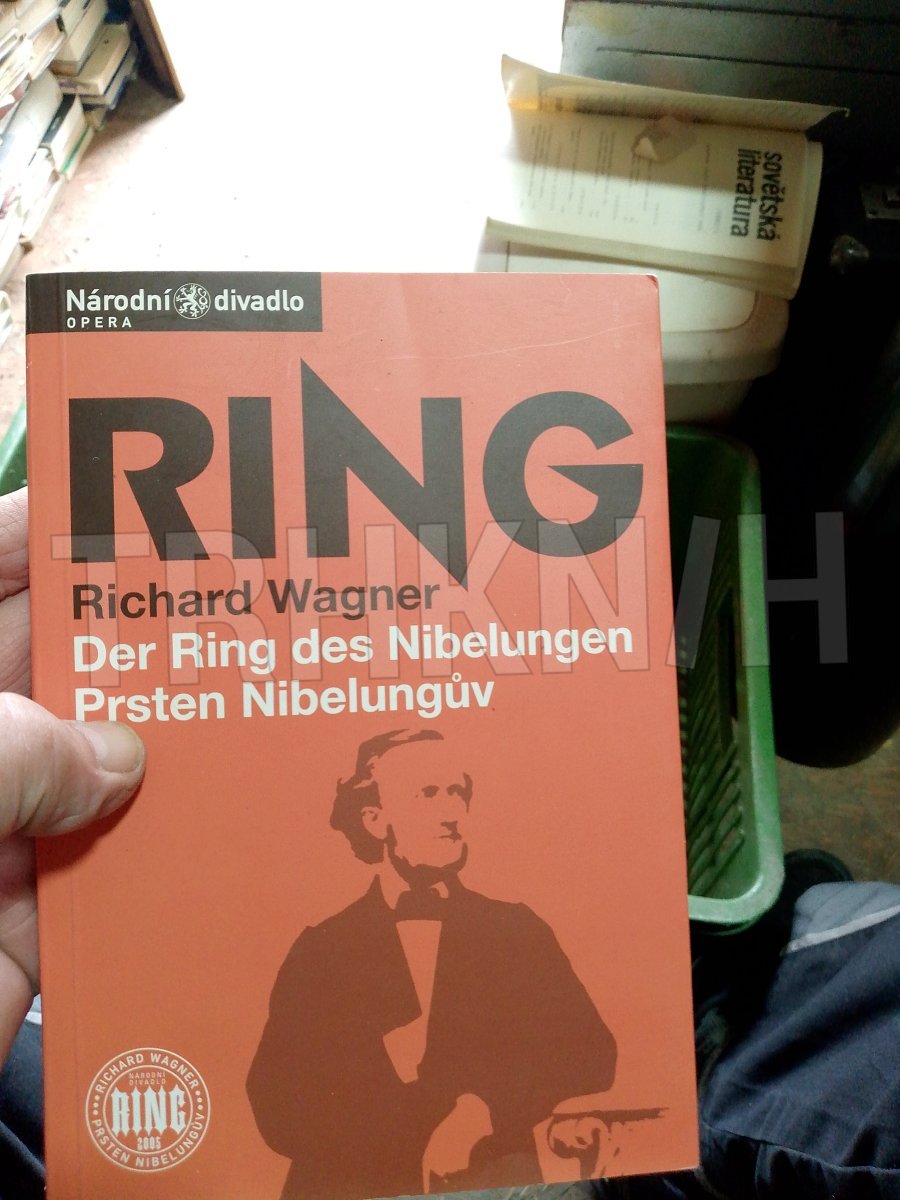 sovětská
literatura
Národní divadlo
OPERA
RING
Richard Wagner
Der Ring des Nibelungen
Prsten Nibelungův
RICHARD WAGNER
NÁRODNÍ
DIVADLO
RING
2005
PRSTEN NIBELUNGŮV
TRHKNIH